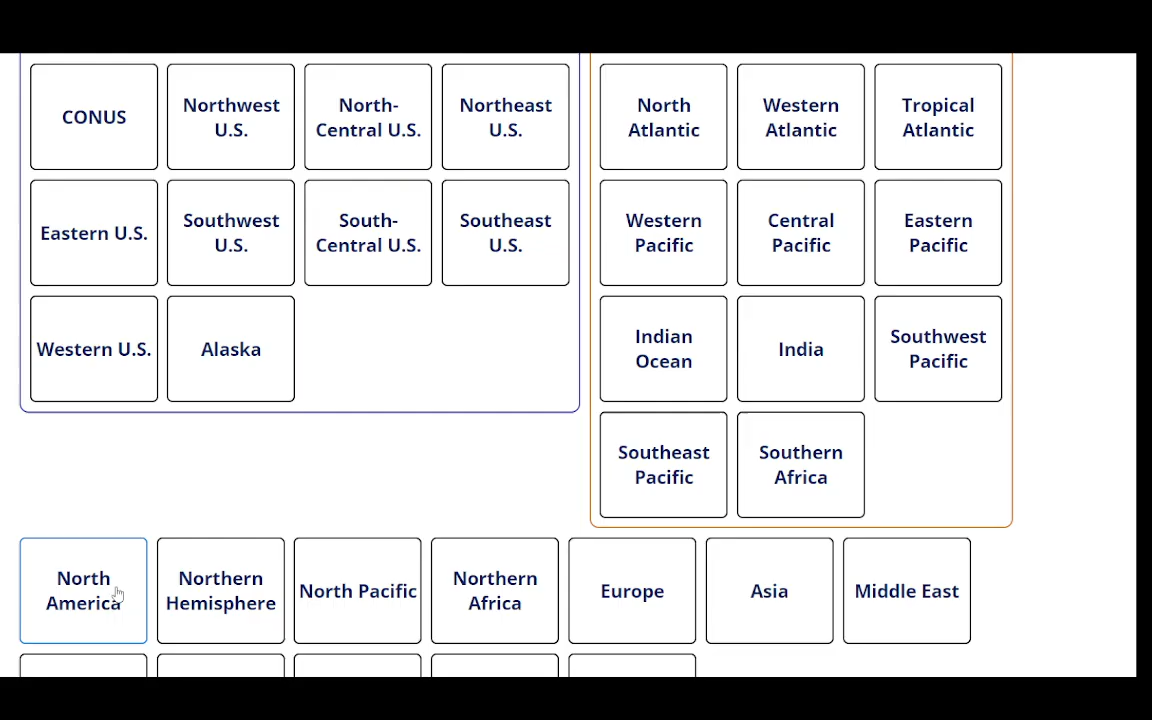 CONUS
Northwest
U.S.
North-
Central U.S.
Northeast
U.S.
Eastern U.S.
Southwest
U.S.
South-
Central U.S.
Southeast
U.S.
Western U.S.
Alaska
North
Atlantic
Western
Atlantic
Tropical
Atlantic
Western
Pacific
Central
Pacific
Eastern
Pacific
Indian
Ocean
India
Southwest
Pacific
Southeast
Pacific
Southern
Africa
North
America
Northern
Hemisphere
North Pacific
Northern
Africa
Europe
Asia
Middle East